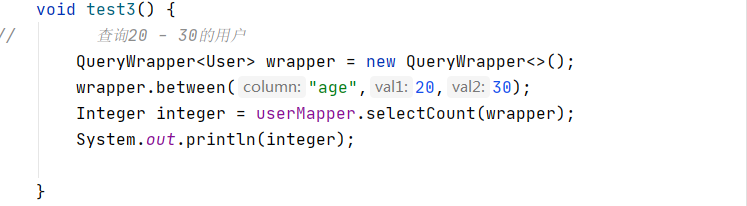 void test3() {
//        查询20 - 30的用户
QueryWrapper<User> wrapper = new QueryWrapper<>();
wrapper.between( column: "age", val1: 20, val2: 30);
Integer integer = userMapper.selectCount(wrapper);
System.out.println(integer);
}